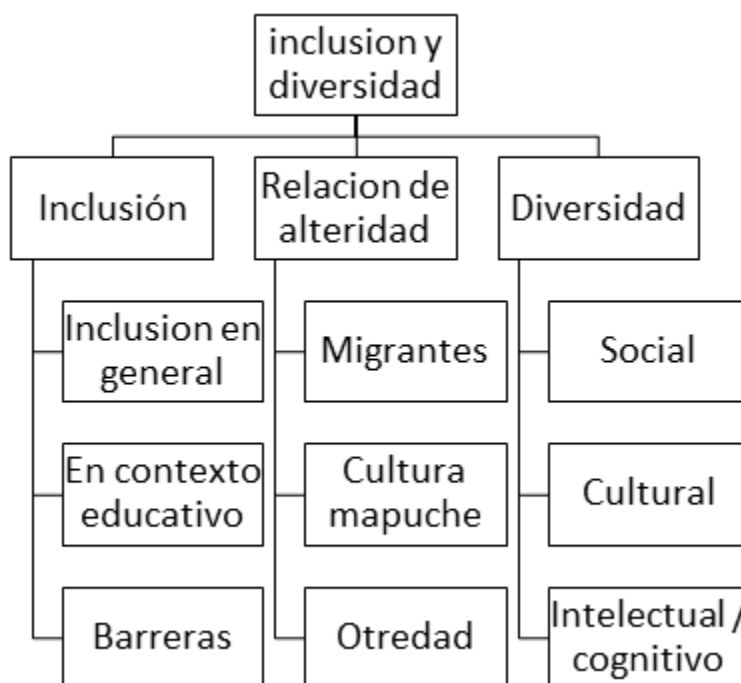 inclusion y
diversidad
Inclusión
Relacion de
alteridad
Diversidad
Inclusion en
general
En contexto
educativo
Barreras
Migrantes
Cultura
mapuche
Otredad
Social
Cultural
Intelectual /
cognitivo